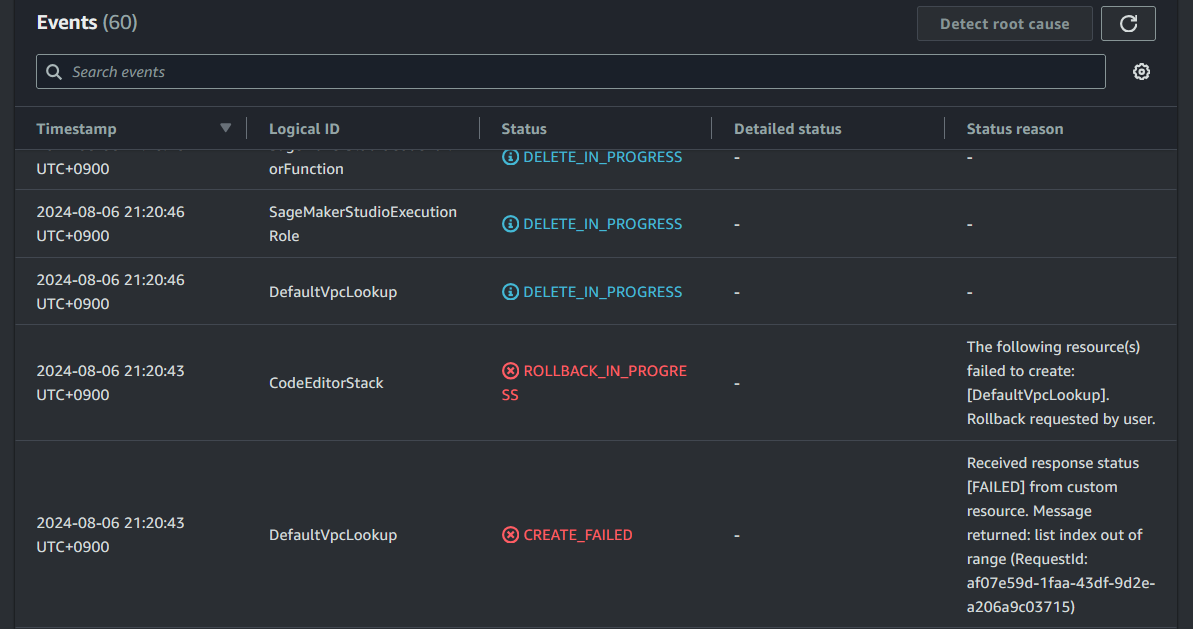 Events (60)
Detect root cause
Search events
Timestamp
Logical ID
Status
Detailed status
Status reason
UTC+0900
orFunction
DELETE_IN_PROGRESS
-
-
2024-08-06 21:20:46
UTC+0900
SageMakerStudioExecution
Role
DELETE_IN_PROGRESS
-
-
2024-08-06 21:20:46
UTC+0900
DefaultVpcLookup
DELETE_IN_PROGRESS
-
-
2024-08-06 21:20:43
UTC+0900
CodeEditorStack
ROLLBACK_IN_PROGRE
SS
-
The following resource(s)
failed to create:
[DefaultVpcLookup].
Rollback requested by user.
2024-08-06 21:20:43
UTC+0900
DefaultVpcLookup
CREATE_FAILED
-
Received response status
[FAILED] from custom
resource. Message
returned: list index out of
range (RequestId:
af07e59d-1faa-43df-9d2e-
a206a9c03715)